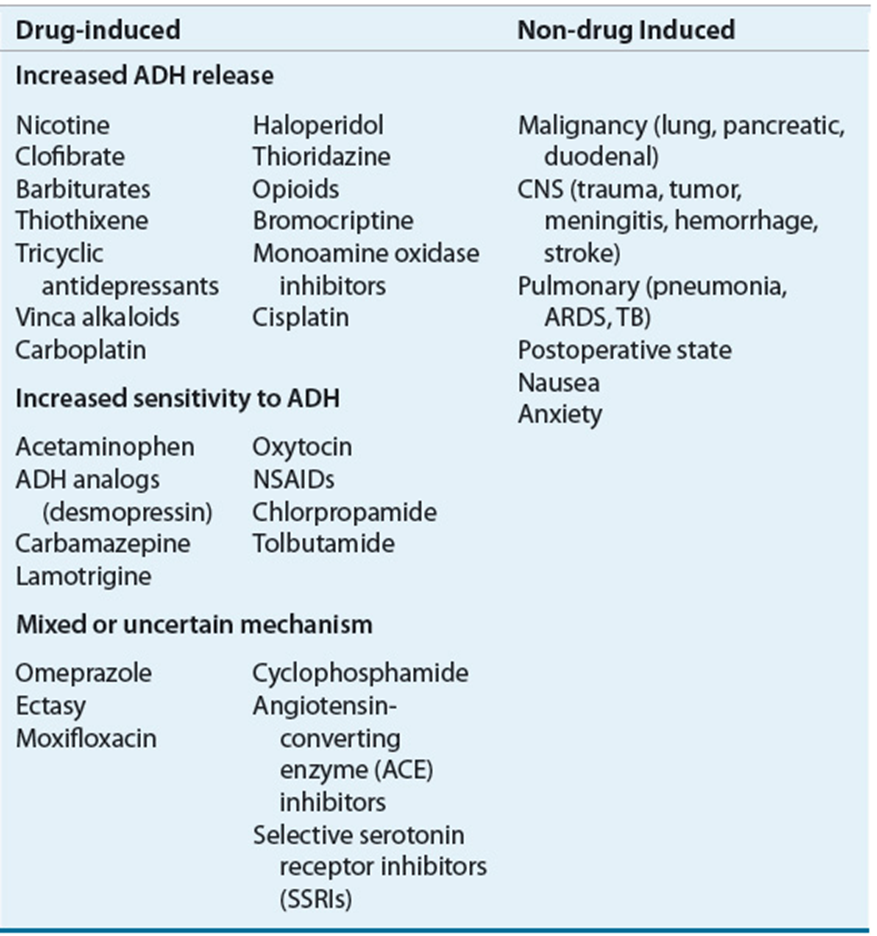 Drug-induced
Non-drug Induced
Increased ADH release
Nicotine
Clofibrate
Barbiturates
Thiothixene
Tricyclic
antidepressants
Vinca alkaloids
Carboplatin
Haloperidol
Thioridazine
Opioids
Bromocriptine
Monoamine oxidase
inhibitors
Cisplatin
Malignancy (lung, pancreatic,
duodenal)
CNS (trauma, tumor,
meningitis, hemorrhage,
stroke)
Pulmonary (pneumonia,
ARDS, TB)
Postoperative state
Nausea
Anxiety
Increased sensitivity to ADH
Acetaminophen
ADH analogs
(desmopressin)
Carbamazepine
Lamotrigine
Oxytocin
NSAIDs
Chlorpropamide
Tolbutamide
Mixed or uncertain mechanism
Omeprazole
Ectasy
Moxifloxacin
Cyclophosphamide
Angiotensin-
converting
enzyme (ACE)
inhibitors
Selective serotonin
receptor inhibitors
(SSRIs)